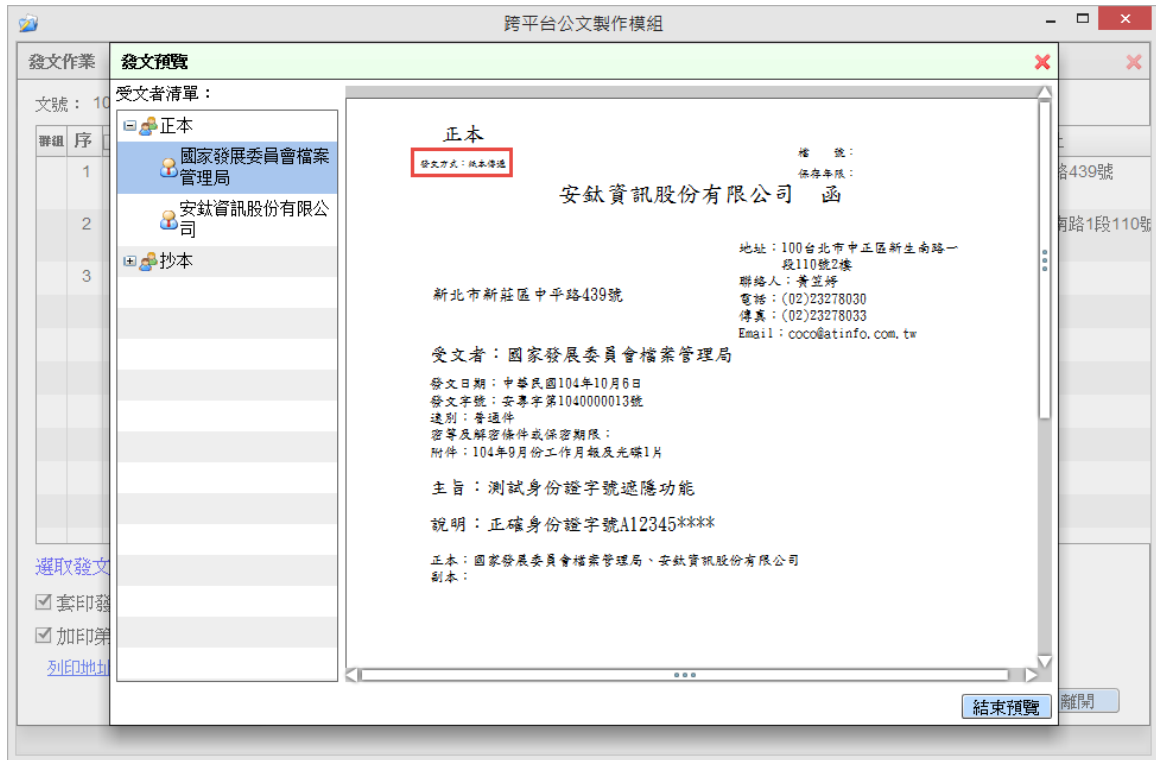 跨平台公文製作模組
發文作業
發文預覽
文號： 10
受文者清單：
群組 序
1
2
3
正本
國家發展委員會檔案
管理局
安鈦資訊股份有限公
司
抄本
正本
發文方式：紙本傳遞
檔　　號：
保存年限：
安鈦資訊股份有限公司　函
地址：100台北市中正區新生南路一
段110號2樓
聯絡人：黃笠婷
電話：(02)23278030
傳真：(02)23278033
Email：coco@atinfo.com.tw
新北市新莊區中平路439號
受文者：國家發展委員會檔案管理局
發文日期：中華民國104年10月6日
發文字號：安專字第1040000013號
速別：普通件
密等及解密條件或保密期限：
附件：104年9月份工作月報及光碟1片
主旨：測試身份證字號遮隱功能
說明：正確身份證字號A12345****
正本：國家發展委員會檔案管理局、安鈦資訊股份有限公司
副本：
路439號
南路1段110號
選取發文
套印發
加印第
列印地址
結束預覽
離開